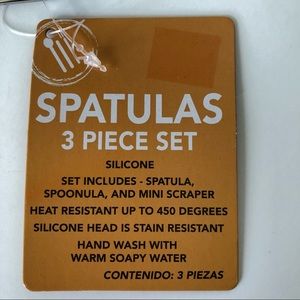 SPATULAS
3 PIECE SET
SILICONE
SET INCLUDES - SPATULA,
SPOONULA, AND MINI SCRAPER
HEAT RESISTANT UP TO 450 DEGREES
SILICONE HEAD IS STAIN RESISTANT
HAND WASH WITH
WARM SOAPY WATER
CONTENIDO: 3 PIEZAS